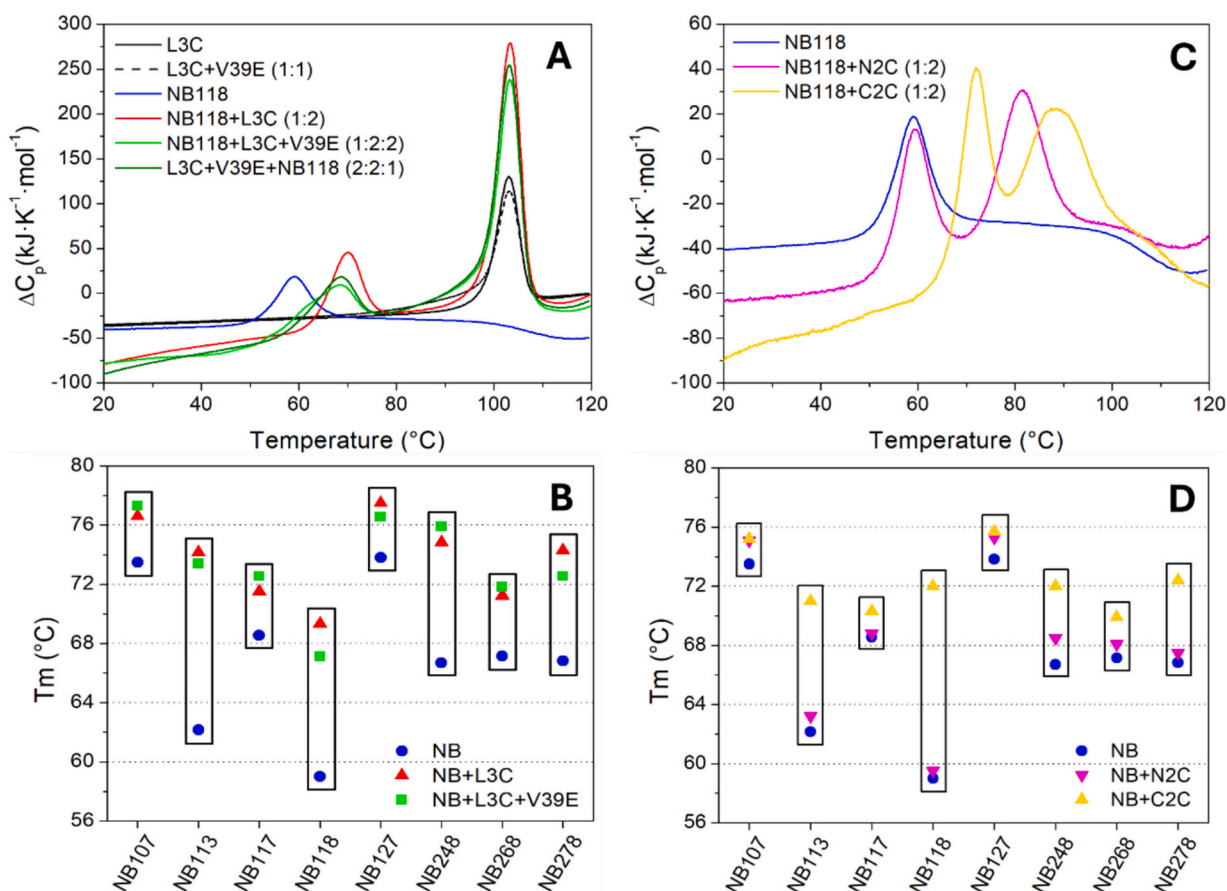 A
L3C
L3C+V39E (1:1)
NB118
NB118+L3C (1:2)
NB118+L3C+V39E (1:2:2)
L3C+V39E+NB118 (2:2:1)
300
250
200
150
100
50
0
-50
-100
ΔCp(kJ·K⁻¹·mol⁻¹)
20 40 60 80 100 120
Temperature (°C)
C
NB118
NB118+N2C (1:2)
NB118+C2C (1:2)
60
40
20
0
-20
-40
-60
-80
-100
ΔCp(kJ·K⁻¹·mol⁻¹)
20 40 60 80 100 120
Temperature (°C)
B
80
76
72
68
64
60
56
Tm (°C)
NB
NB+L3C
NB+L3C+V39E
NB107 NB113 NB117 NB118 NB127 NB248 NB268 NB278
D
80
76
72
68
64
60
56
Tm (°C)
NB
NB+N2C
NB+C2C
NB107 NB113 NB117 NB118 NB127 NB248 NB268 NB278